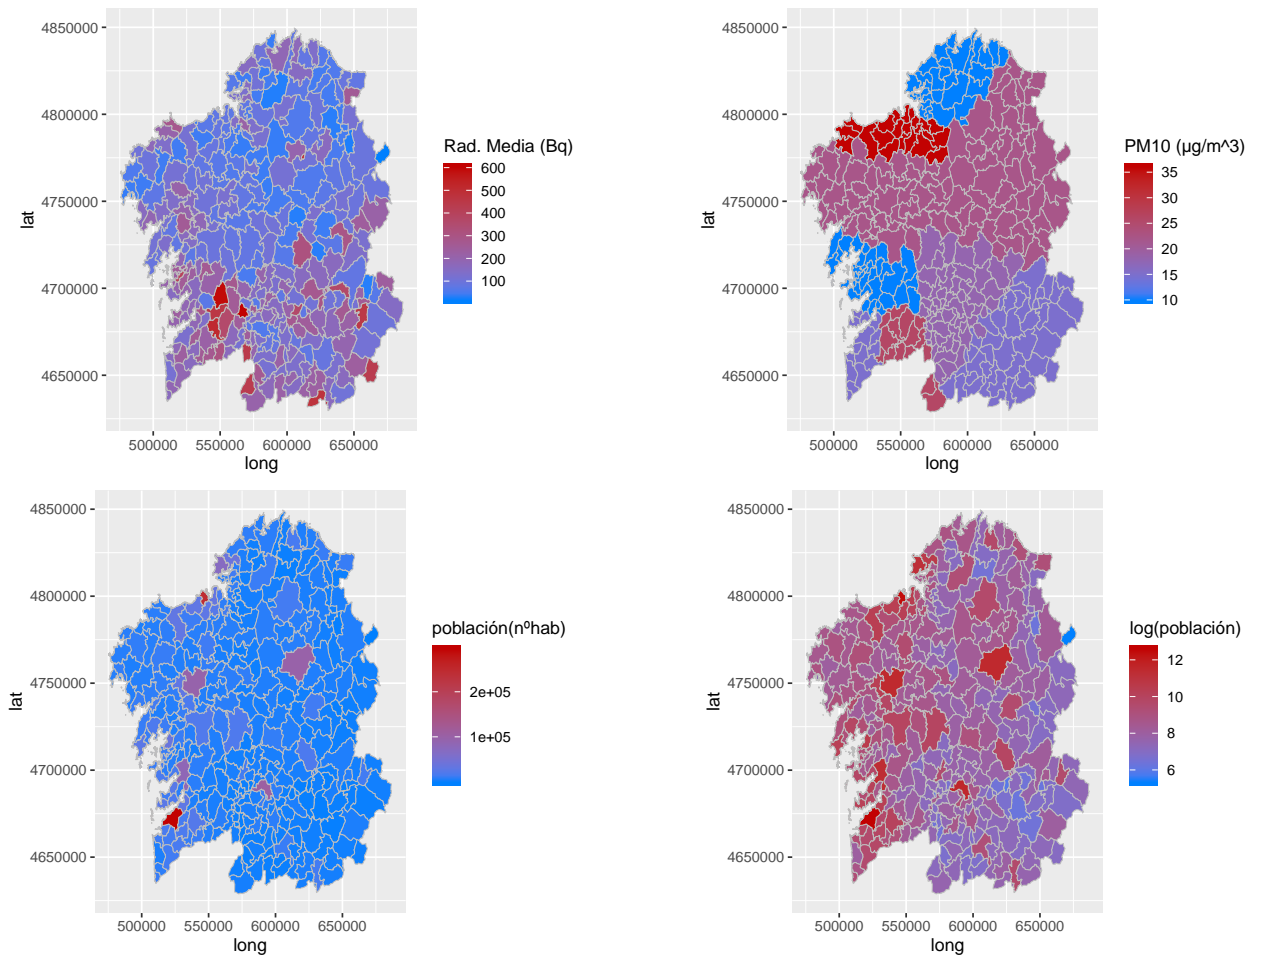 4850000
4800000
4750000
4700000
4650000
lat
500000 550000 600000 650000
long
Rad. Media (Bq)
600
500
400
300
200
100
4850000
4800000
4750000
4700000
4650000
lat
500000 550000 600000 650000
long
PM10 (µg/m^3)
35
30
25
20
15
10
4850000
4800000
4750000
4700000
4650000
lat
500000 550000 600000 650000
long
población(nºhab)
2e+05
1e+05
4850000
4800000
4750000
4700000
4650000
lat
500000 550000 600000 650000
long
log(población)
12
10
8
6